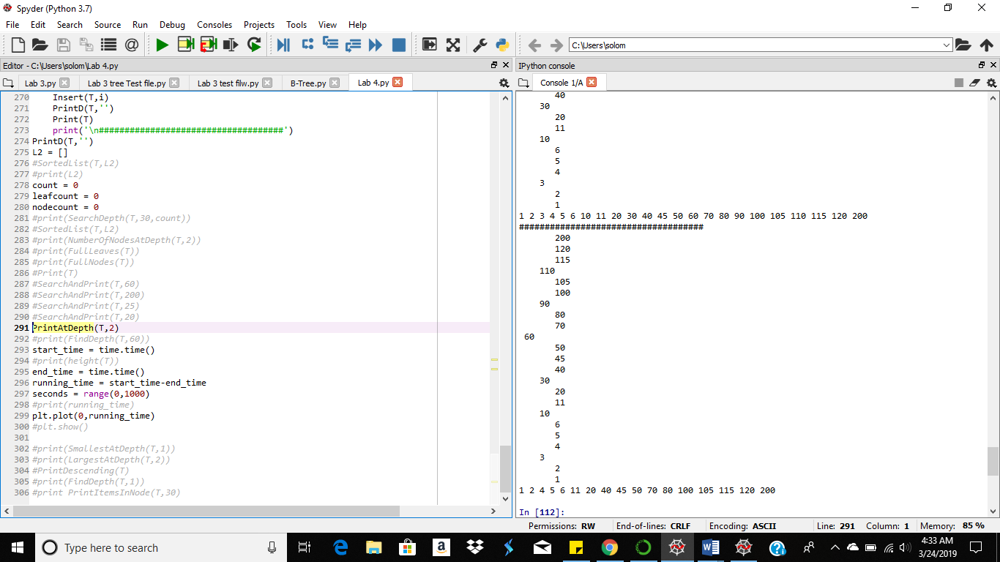 Spyder (Python 3.7)
File Edit Search Source Run Debug Consoles Projects Tools View Help
C:\Users\solom
Editor - C:\Users\solom\Lab 4.py
Lab 3.py Lab 3 tree Test file.py Lab 3 test filw.py B-Tree.py Lab 4.py
270 Insert(T,i)
271 PrintD(T,'')
272 Print(T)
273 print('\n####################################')
274 PrintD(T,'')
275 L2 = []
276 #SortedList(T,L2)
277 #print(L2)
278 count = 0
279 leafcount = 0
280 nodecount = 0
281 #print(SearchDepth(T,30,count))
282 #SortedList(T,L2)
283 #print(NumberOfNodesAtDepth(T,2))
284 #print(FullLeaves(T))
285 #print(FullNodes(T))
286 #Print(T)
287 #SearchAndPrint(T,60)
288 #SearchAndPrint(T,200)
289 #SearchAndPrint(T,25)
290 #SearchAndPrint(T,20)
291 PrintAtDepth(T,2)
292 #print(FindDepth(T,60))
293 start_time = time.time()
294 #print(height(T))
295 end_time = time.time()
296 running_time = start_time-end_time
297 seconds = range(0,1000)
298 #print(running_time)
299 plt.plot(0,running_time)
300 #plt.show()
301
302 #print(SmallestAtDepth(T,1))
303 #print(LargestAtDepth(T,2))
304 #PrintDescending(T)
305 #print(FindDepth(T,1))
306 #print PrintItemsInNode(T,30)
IPython console
Console 1/A
40
30
20
11
10
6
5
4
3
2
1
1 2 3 4 5 6 10 11 20 30 40 45 50 60 70 80 90 100 105 110 115 120 200
####################################
200
120
115
110
105
100
90
80
70
60
50
45
40
30
20
11
10
6
5
4
3
2
1
1 2 4 5 6 11 20 40 45 50 70 80 100 105 115 120 200
In [112]:
Permissions: RW End-of-lines: CRLF Encoding: ASCII Line: 291 Column: 1 Memory: 85 %
Type here to search
4:33 AM
3/24/2019